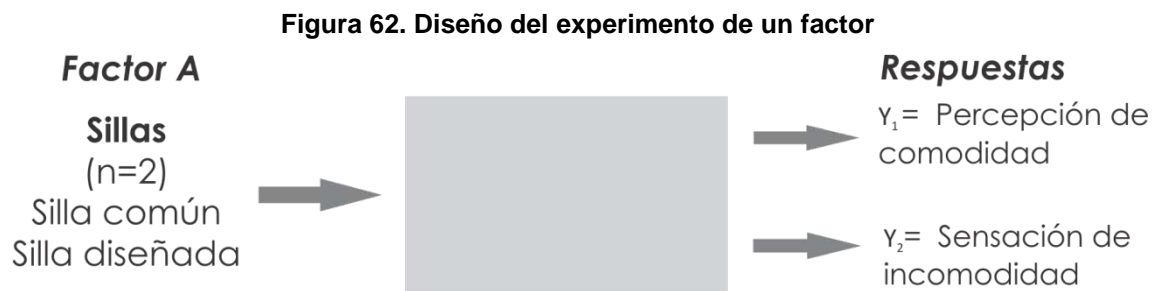 Figura 62. Diseño del experimento de un factor
Factor A
Sillas
(n=2)
Silla común
Silla diseñada
Respuestas
Y₁= Percepción de
comodidad
Y₂= Sensación de
incomodidad